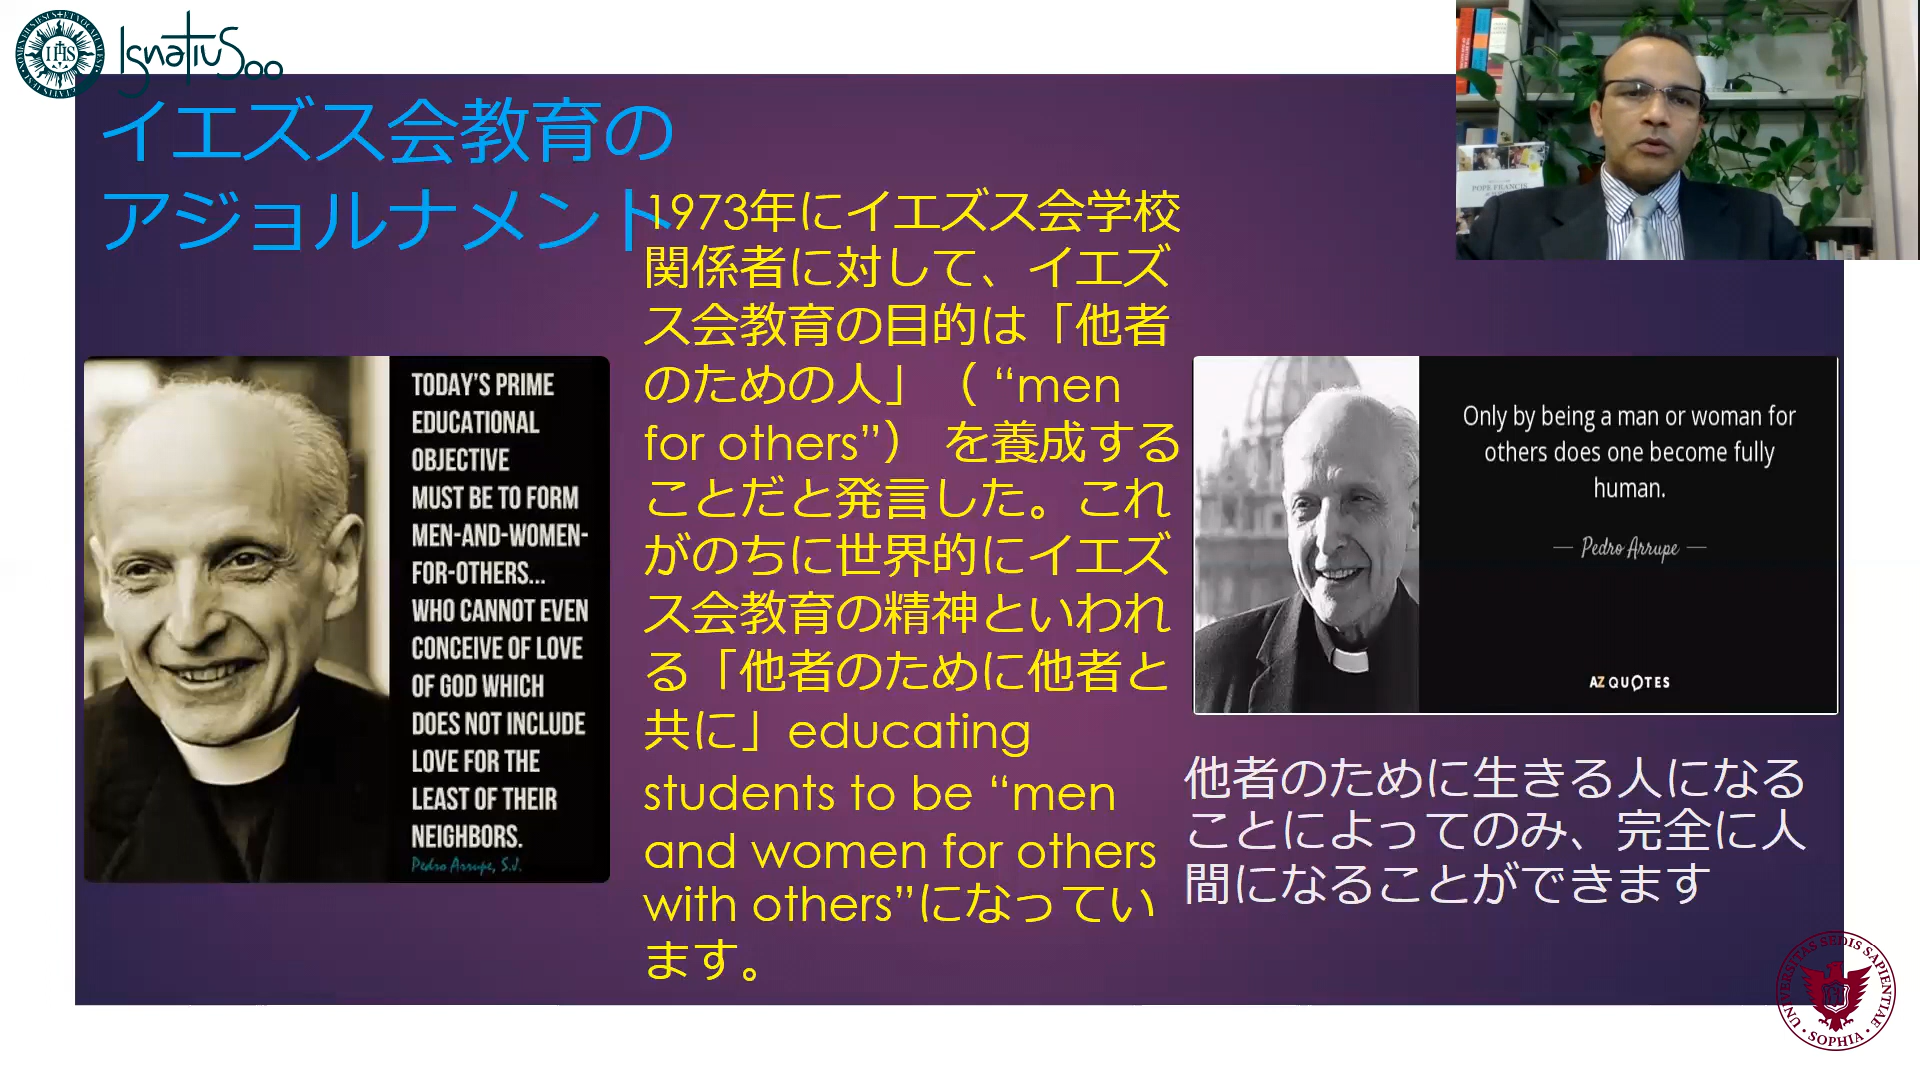 IHS
Ignatius500
イエズス会教育の
アジョルナメント
1973年にイエズス会学校
関係者に対して、イエズ
ス会教育の目的は「他者
のための人」（ “men
for others”） を養成する
ことだと発言した。これ
がのちに世界的にイエズ
ス会教育の精神といわれ
る「他者のために他者と
共に」educating
students to be “men
and women for others
with others”になってい
ます。
TODAY'S PRIME
EDUCATIONAL
OBJECTIVE
MUST BE TO FORM
MEN-AND-WOMEN-
FOR-OTHERS...
WHO CANNOT EVEN
CONCEIVE OF LOVE
OF GOD WHICH
DOES NOT INCLUDE
LOVE FOR THE
LEAST OF THEIR
NEIGHBORS.
Pedro Arrupe, S.J.
POPE FRANCIS
Only by being a man or woman for
others does one become fully
human.
— Pedro Arrupe —
AZ QUOTES
他者のために生きる人になる
ことによってのみ、完全に人
間になることができます
UNIVERSITAS SEDIS SAPIENTIAE
SOPHIA